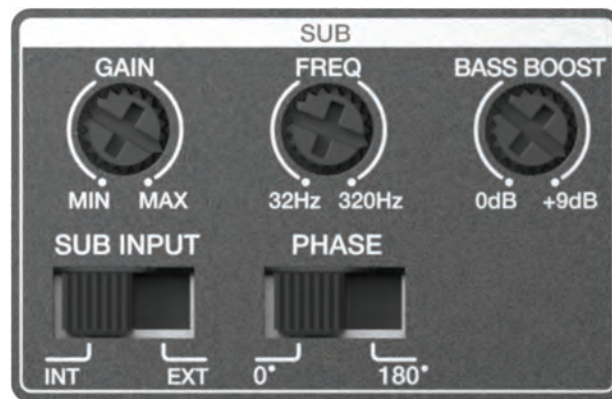 SUB
GAIN FREQ BASS BOOST
MIN MAX 32Hz 320Hz 0dB +9dB
SUB INPUT PHASE
INT EXT 0° 180°